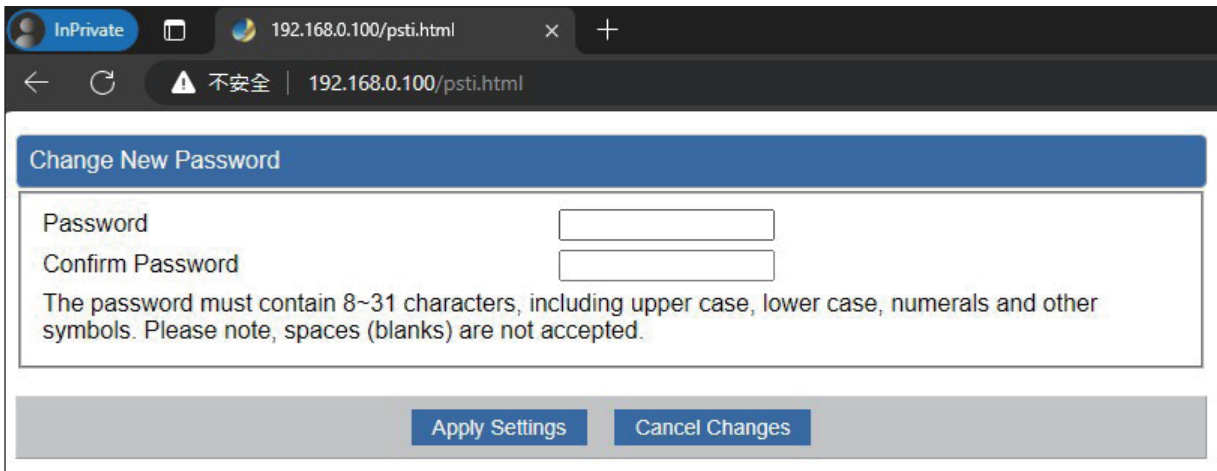 InPrivate
192.168.0.100/psti.html
不安全 192.168.0.100/psti.html
Change New Password
Password
Confirm Password
The password must contain 8~31 characters, including upper case, lower case, numerals and other
symbols. Please note, spaces (blanks) are not accepted.
Apply Settings Cancel Changes